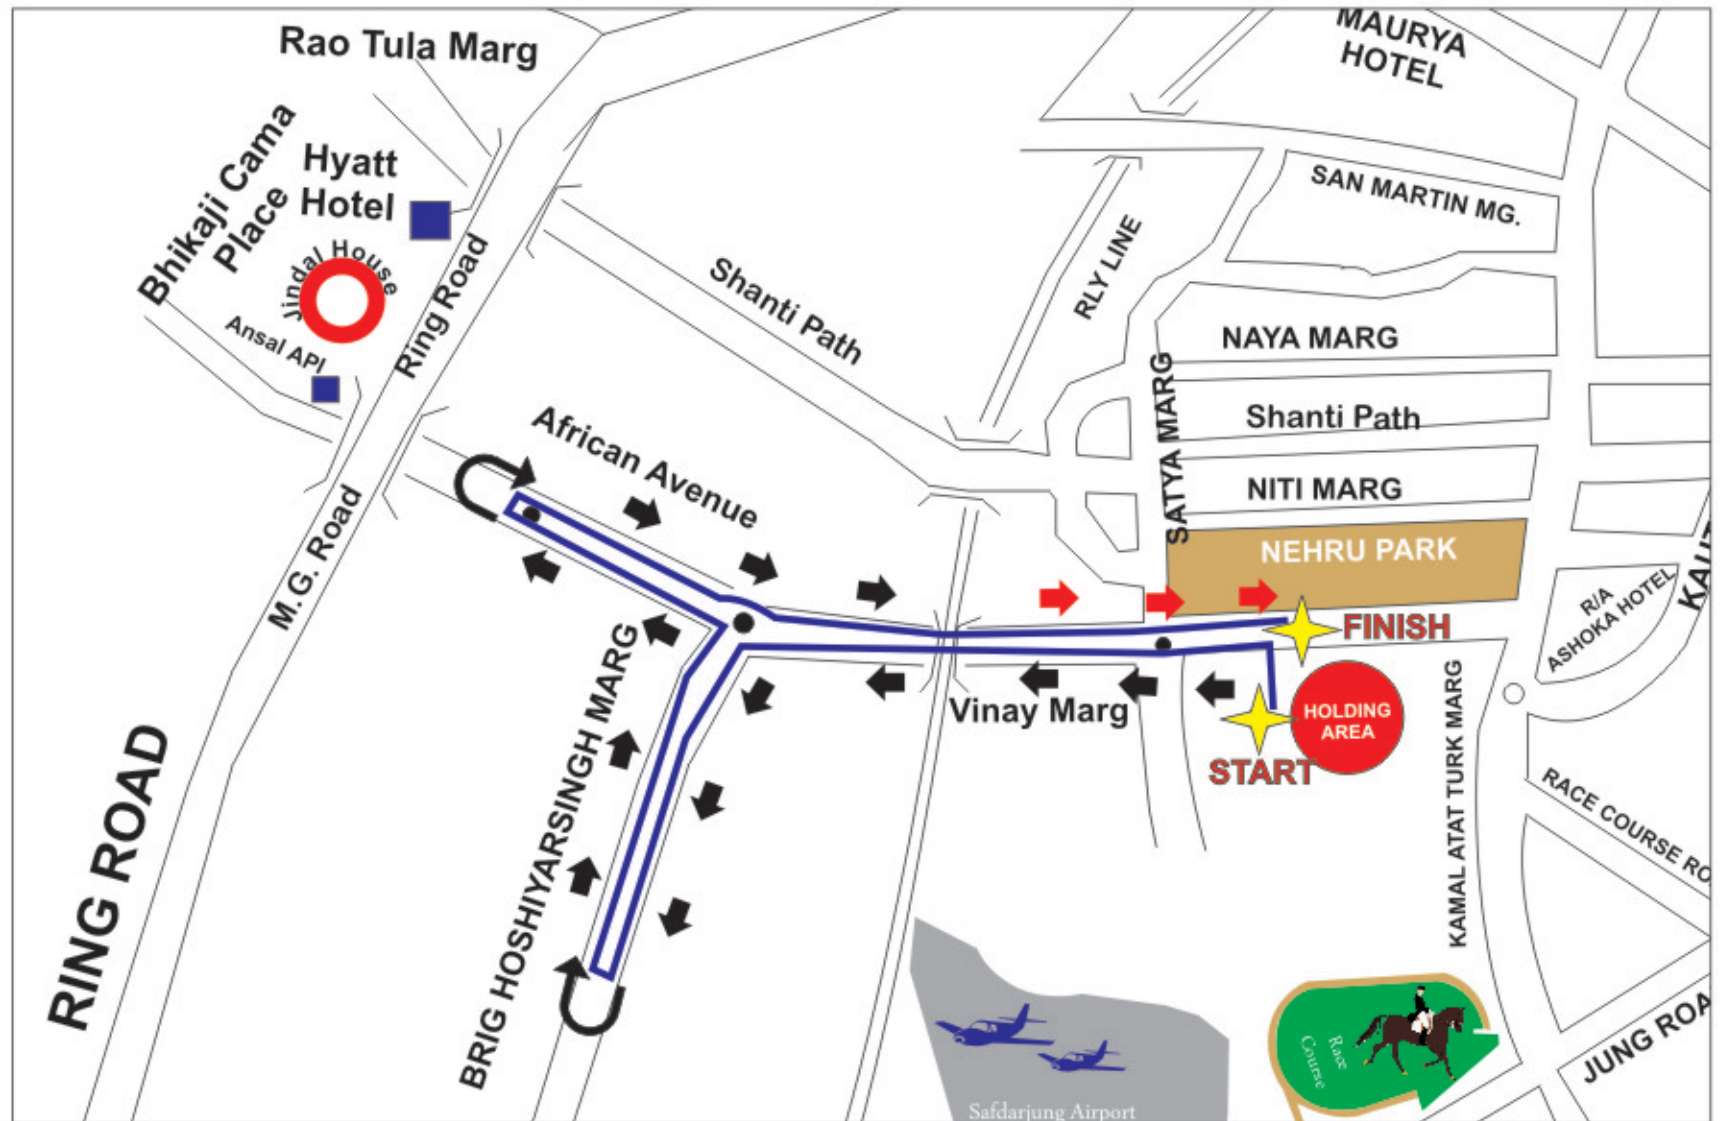 Rao Tula Marg
MAURYA
HOTEL
Bhikaji Cama
Place
Hyatt
Hotel
Jindal House
Ansal API
Ring Road
Shanti Path
RLY LINE
SAN MARTIN MG.
NAYA MARG
SATYA MARG
Shanti Path
NITI MARG
NEHRU PARK
African Avenue
M.G. Road
RING ROAD
BRIG HOSHIYARSINGH MARG
Vinay Marg
FINISH
START
HOLDING
AREA
R/A
ASHOKA HOTEL
KAUT
KAMAL ATAT TURK MARG
RACE COURSE RO
JUNG ROA
Race
Course
Safdarjung Airport